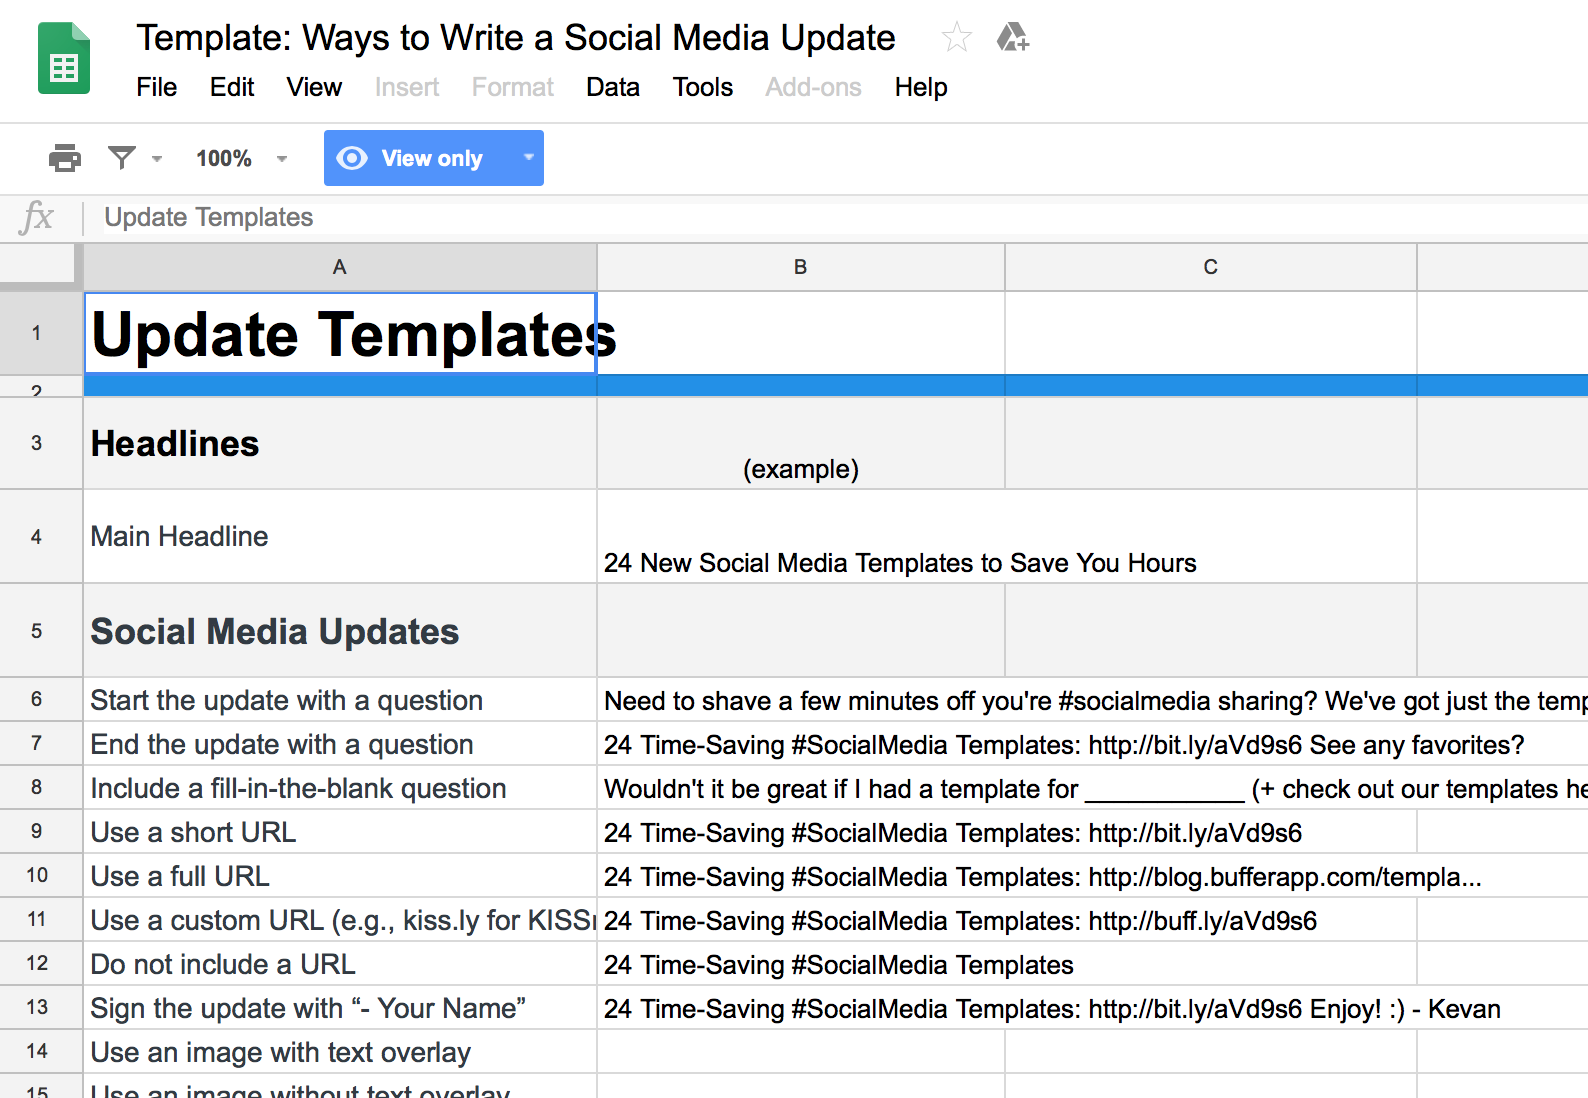 Template: Ways to Write a Social Media Update
File Edit View Insert Format Data Tools Add-ons Help
100% View only
fx Update Templates
A B C
1 Update Templates
2
3 Headlines (example)
4 Main Headline 24 New Social Media Templates to Save You Hours
5 Social Media Updates
6 Start the update with a question Need to shave a few minutes off you're #socialmedia sharing? We've got just the temp
7 End the update with a question 24 Time-Saving #SocialMedia Templates: http://bit.ly/aVd9s6 See any favorites?
8 Include a fill-in-the-blank question Wouldn't it be great if I had a template for ___________ (+ check out our templates he
9 Use a short URL 24 Time-Saving #SocialMedia Templates: http://bit.ly/aVd9s6
10 Use a full URL 24 Time-Saving #SocialMedia Templates: http://blog.bufferapp.com/templa...
11 Use a custom URL (e.g., kiss.ly for KISS 24 Time-Saving #SocialMedia Templates: http://buff.ly/aVd9s6
12 Do not include a URL 24 Time-Saving #SocialMedia Templates
13 Sign the update with “- Your Name” 24 Time-Saving #SocialMedia Templates: http://bit.ly/aVd9s6 Enjoy! :) - Kevan
14 Use an image with text overlay
15 Use an image without text overlay